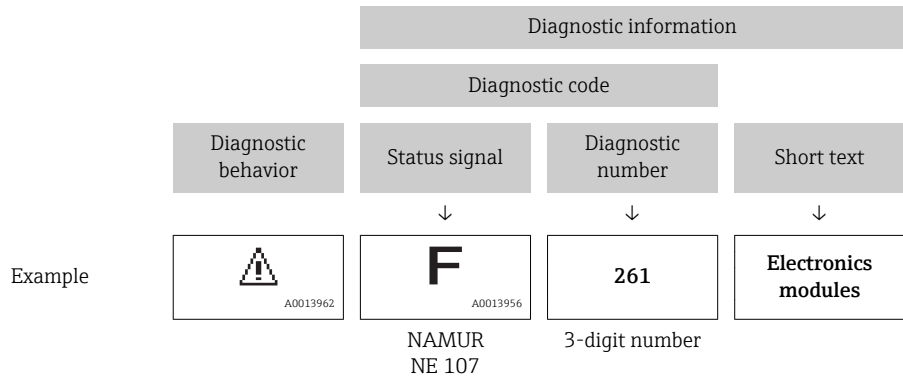 Diagnostic information
Diagnostic code
Diagnostic
behavior
Status signal
Diagnostic
number
Short text
↓
↓
↓
Example
A0013962
F
A0013956
261
Electronics
modules
NAMUR
NE 107
3-digit number